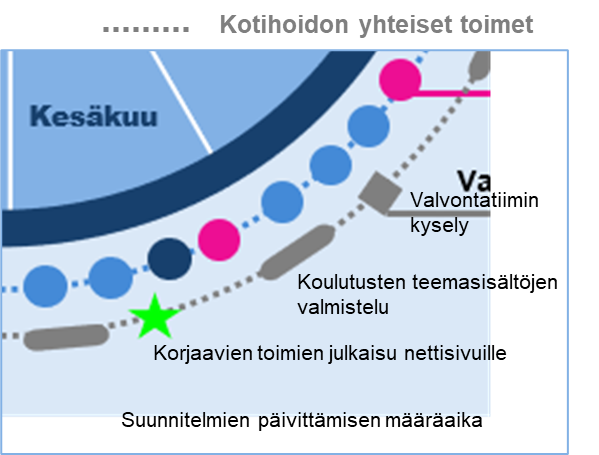 Kotihoidon yhteiset toimet
Kesäkuu
Va
Valvontatiimin
kysely
Koulutusten teemasisältöjen
valmistelu
Korjaavien toimien julkaisu nettisivuille
Suunnitelmien päivittämisen määräaika